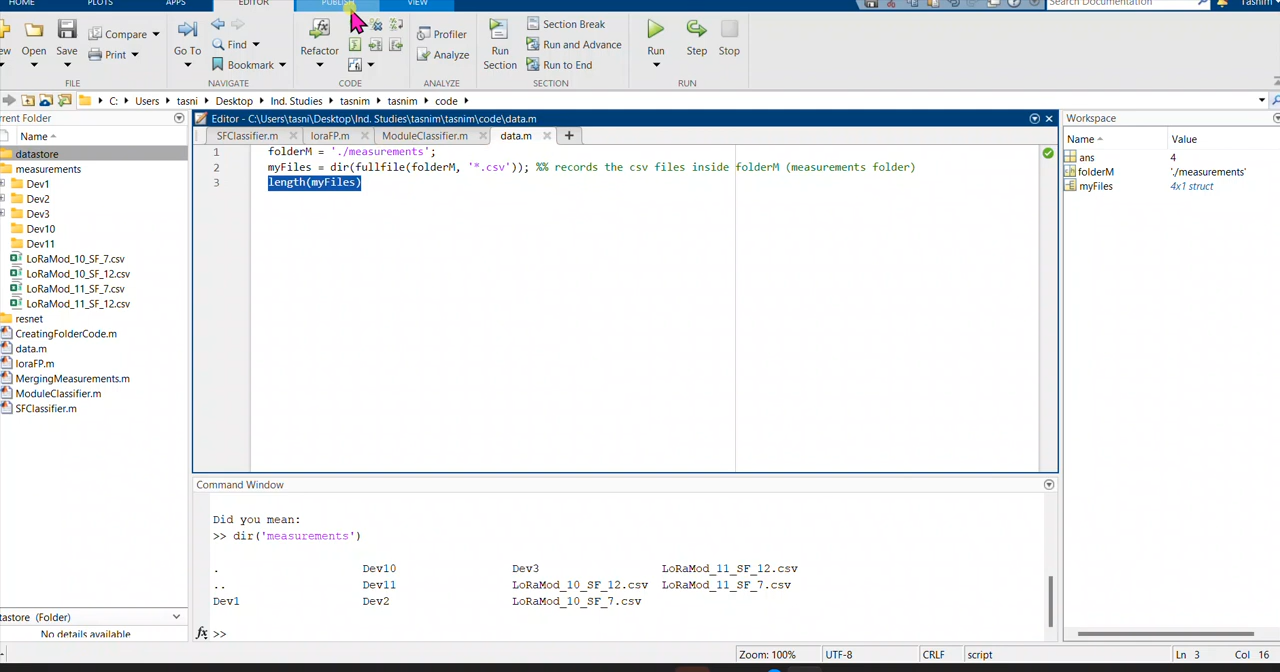 HOME PLOTS APPS EDITOR PUBLISH VIEW Search Documentation Tasnim
Open Save Compare Print
Go To Find Bookmark
Refactor
Profiler Analyze
Run Section Section Break Run and Advance Run to End
Run Step Stop
FILE NAVIGATE CODE ANALYZE SECTION RUN
C: Users tasni Desktop Ind. Studies tasnim tasnim code
rrent Folder
Name
datastore
measurements
Dev1
Dev2
Dev3
Dev10
Dev11
LoRaMod_10_SF_7.csv
LoRaMod_10_SF_12.csv
LoRaMod_11_SF_7.csv
LoRaMod_11_SF_12.csv
resnet
CreatingFolderCode.m
data.m
loraFP.m
MergingMeasurements.m
ModuleClassifier.m
SFClassifier.m
tastore (Folder)
No details available
Editor - C:\Users\tasni\Desktop\Ind. Studies\tasnim\tasnim\code\data.m
SFClassifier.m loraFP.m ModuleClassifier.m data.m
1 folderM = './measurements';
2 myFiles = dir(fullfile(folderM, '*.csv')); %% records the csv files inside folderM (measurements folder)
3 length(myFiles)
Command Window
Did you mean:
>> dir('measurements')
. Dev10 Dev3 LoRaMod_11_SF_12.csv
.. Dev11 LoRaMod_10_SF_12.csv LoRaMod_11_SF_7.csv
Dev1 Dev2 LoRaMod_10_SF_7.csv
fx >>
Workspace
Name Value
ans 4
folderM './measurements'
myFiles 4x1 struct
Zoom: 100% UTF-8 CRLF script Ln 3 Col 16